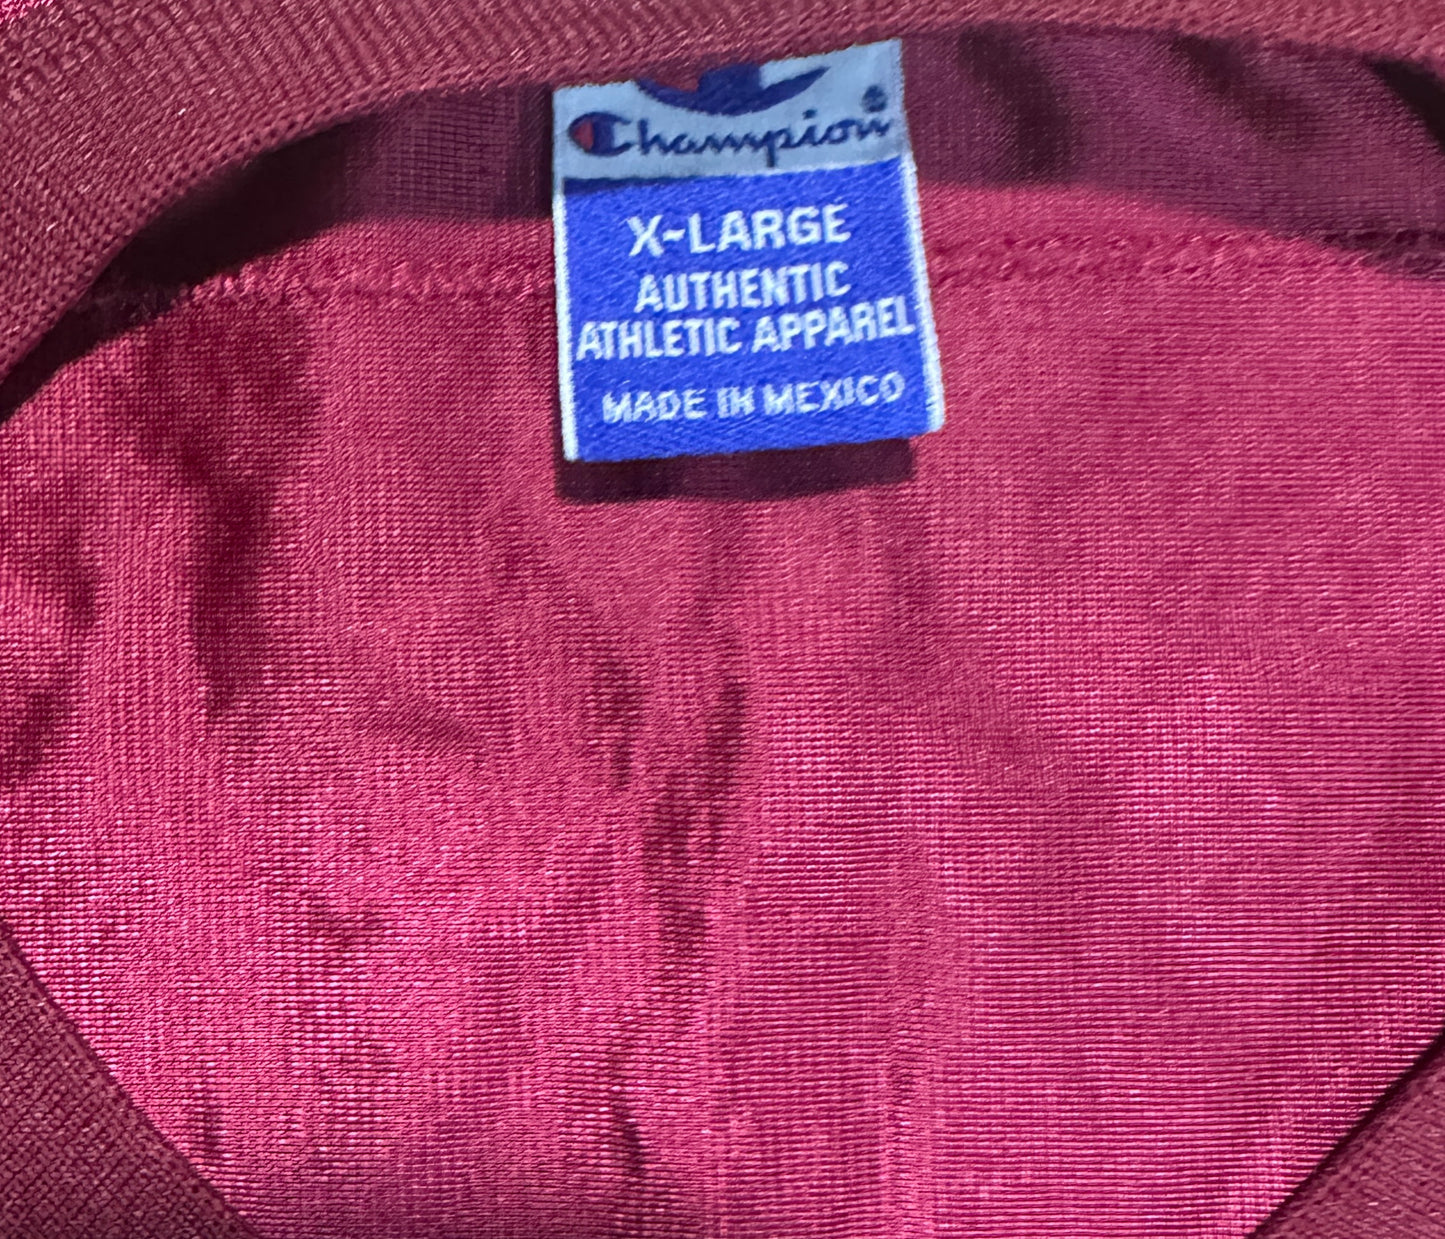 Champion®
X-LARGE
AUTHENTIC
ATHLETIC APPAREL
MADE IN MEXICO